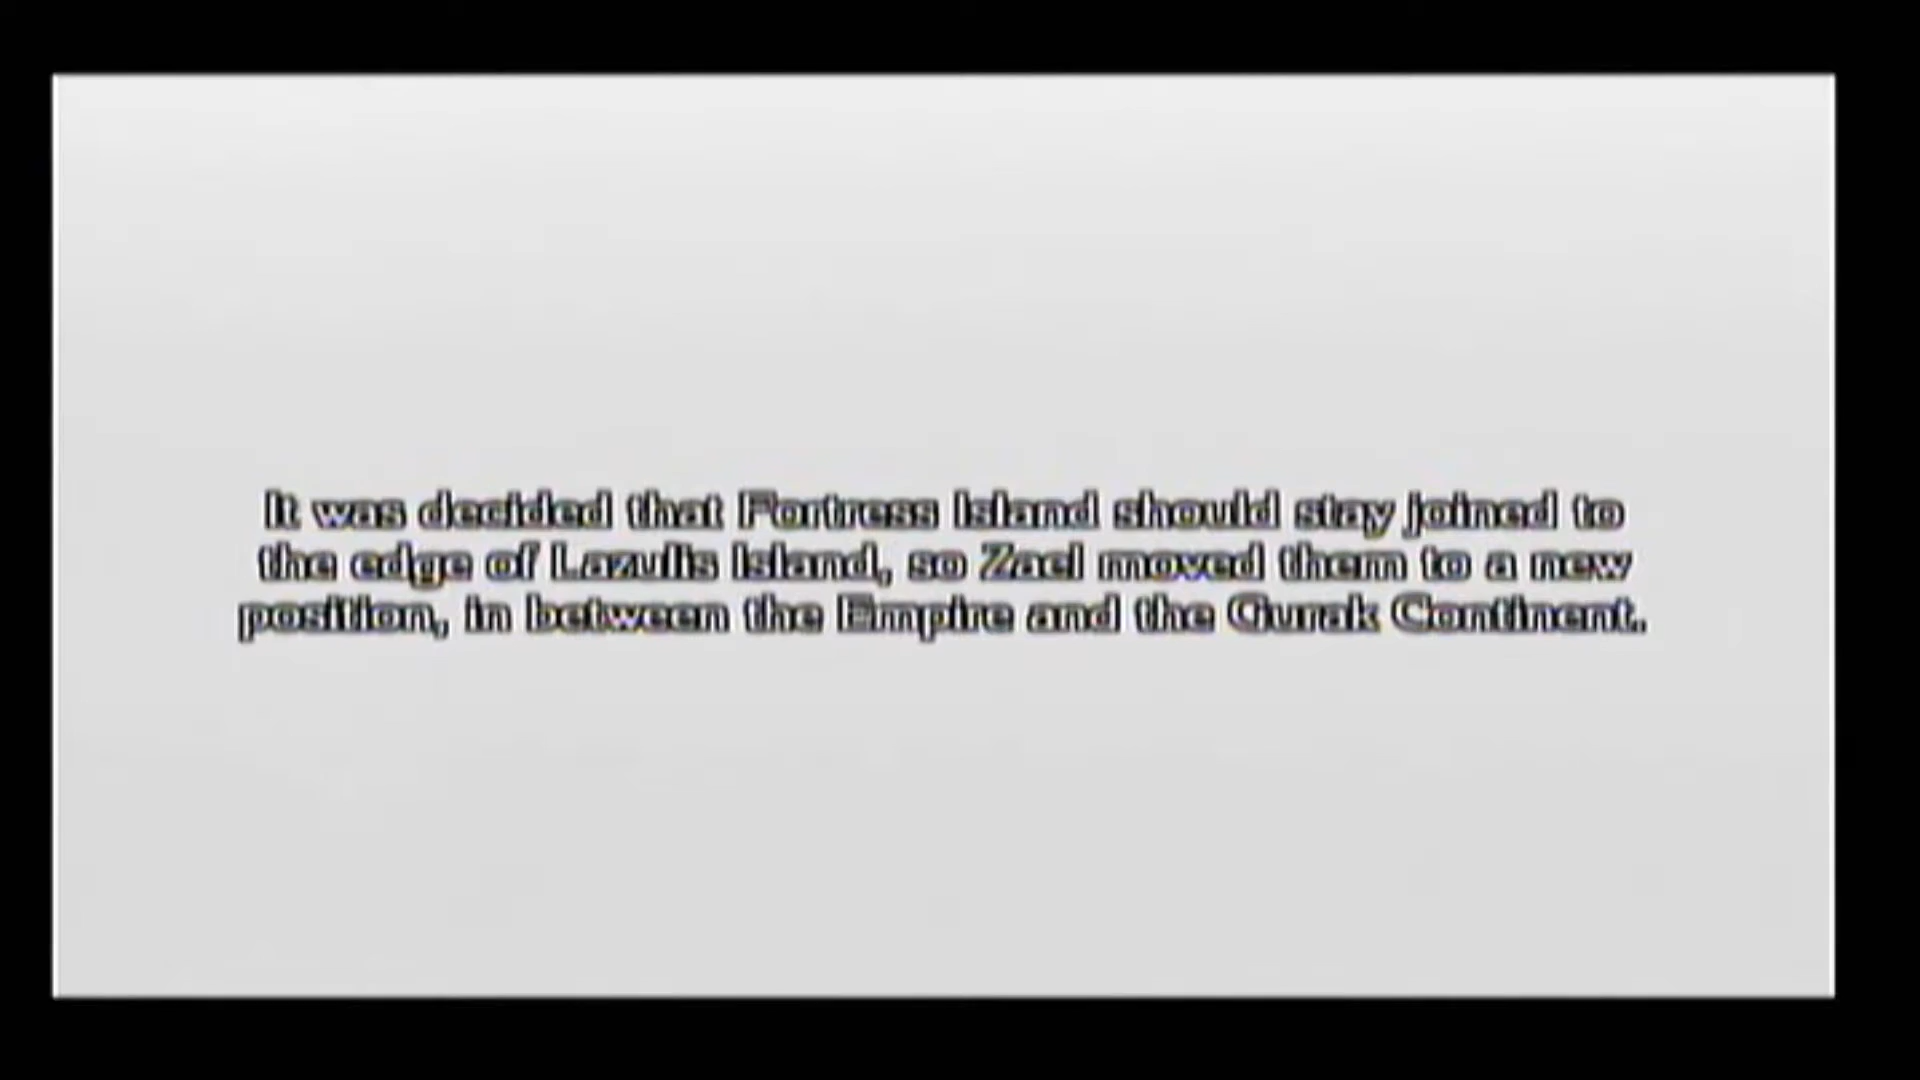 It was decided that Fortress Island should stay joined to
the edge of Lazulis Island, so Zael moved them to a new
position, in between the Empire and the Gurak Continent.